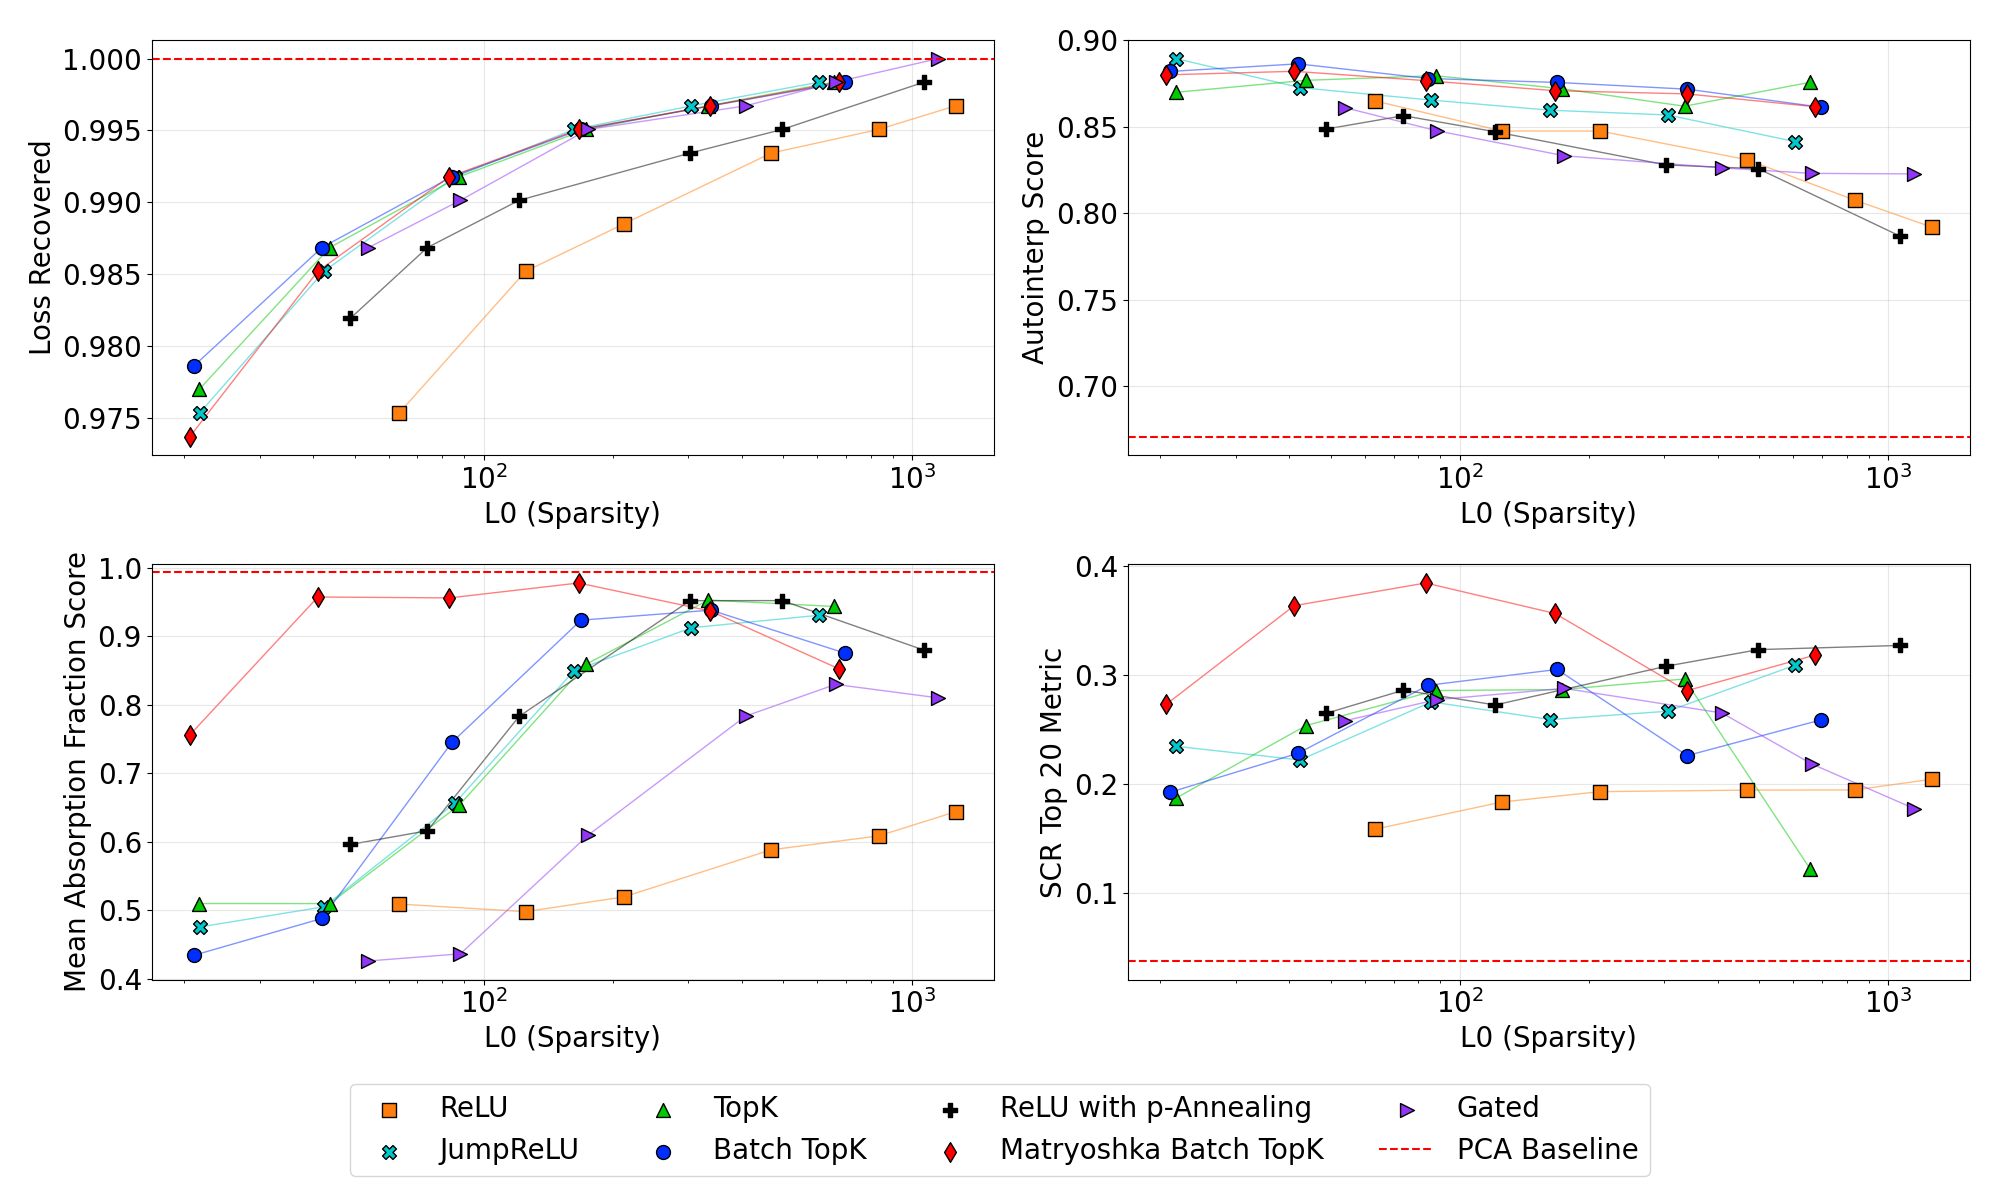 Loss Recovered
1.000
0.995
0.990
0.985
0.980
0.975
10²
10³
L0 (Sparsity)
Autointerp Score
0.90
0.85
0.80
0.75
0.70
10²
10³
L0 (Sparsity)
Mean Absorption Fraction Score
1.0
0.9
0.8
0.7
0.6
0.5
0.4
10²
10³
L0 (Sparsity)
SCR Top 20 Metric
0.4
0.3
0.2
0.1
10²
10³
L0 (Sparsity)
ReLU
TopK
ReLU with p-Annealing
Gated
JumpReLU
Batch TopK
Matryoshka Batch TopK
PCA Baseline